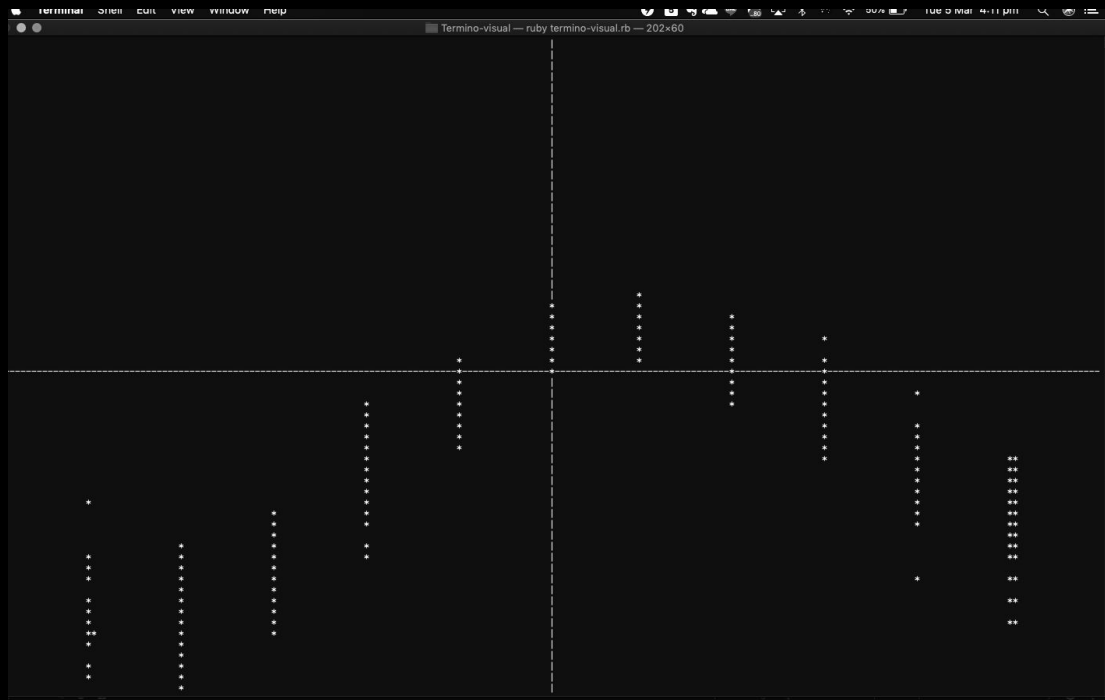 Terminal Shell Edit View Window Help 50% Tue 5 Mar 4:11 pm
Termino-visual — ruby termino-visual.rb — 202×60